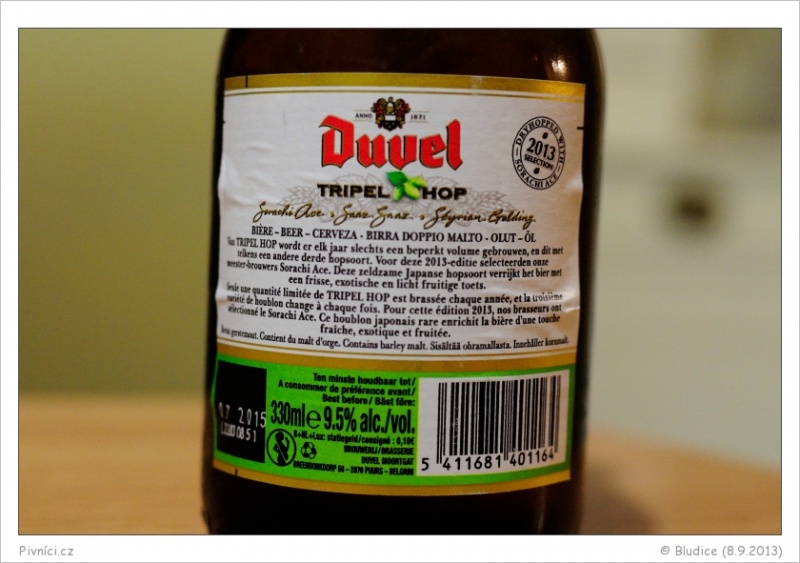 ANNO 1871
Duvel
TRIPEL HOP
DRYHOPPED WITH
2013
SELECTION
SORACHI ACE
Sorachi Ace, Saaz Saaz, Styrian Golding
BIÈRE – BEER – CERVEZA - BIRRA DOPPIO MALTO - OLUT – ÖL
Van TRIPEL HOP wordt er elk jaar slechts een beperkt volume gebrouwen, en dit met
telkens een andere derde hopsoort. Voor deze 2013-editie selecteerden onze
meester-brouwers Sorachi Ace. Deze zeldzame Japanse hopsoort verrijkt het bier met
een frisse, exotische en licht fruitige toets.
Seule une quantité limitée de TRIPEL HOP est brassée chaque année, et la troisième
variété de houblon change à chaque fois. Pour cette édition 2013, nos brasseurs ont
sélectionné le Sorachi Ace. Ce houblon japonais rare enrichit la bière d'une touche
fraîche, exotique et fruitée.
Bevat gerstemout. Contient du malt d'orge. Contains barley malt. Sisältää ohramallasta. Innehåller kornmalt.
Ten minste houdbaar tot/
A consommer de préférence avant/
Best before/ Bäst före:
07 2015
330ml e 9.5% alc./vol.
B+NL+Lux: statiegeld/consigné : 0,10€
BROUWERIJ/BRASSERIE
DUVEL MOORTGAT
BREENDONKDORP 58 – 2870 PUURS – BELGIUM
5 411681 401164
Pivníci.cz
© Bludice (8.9.2013)